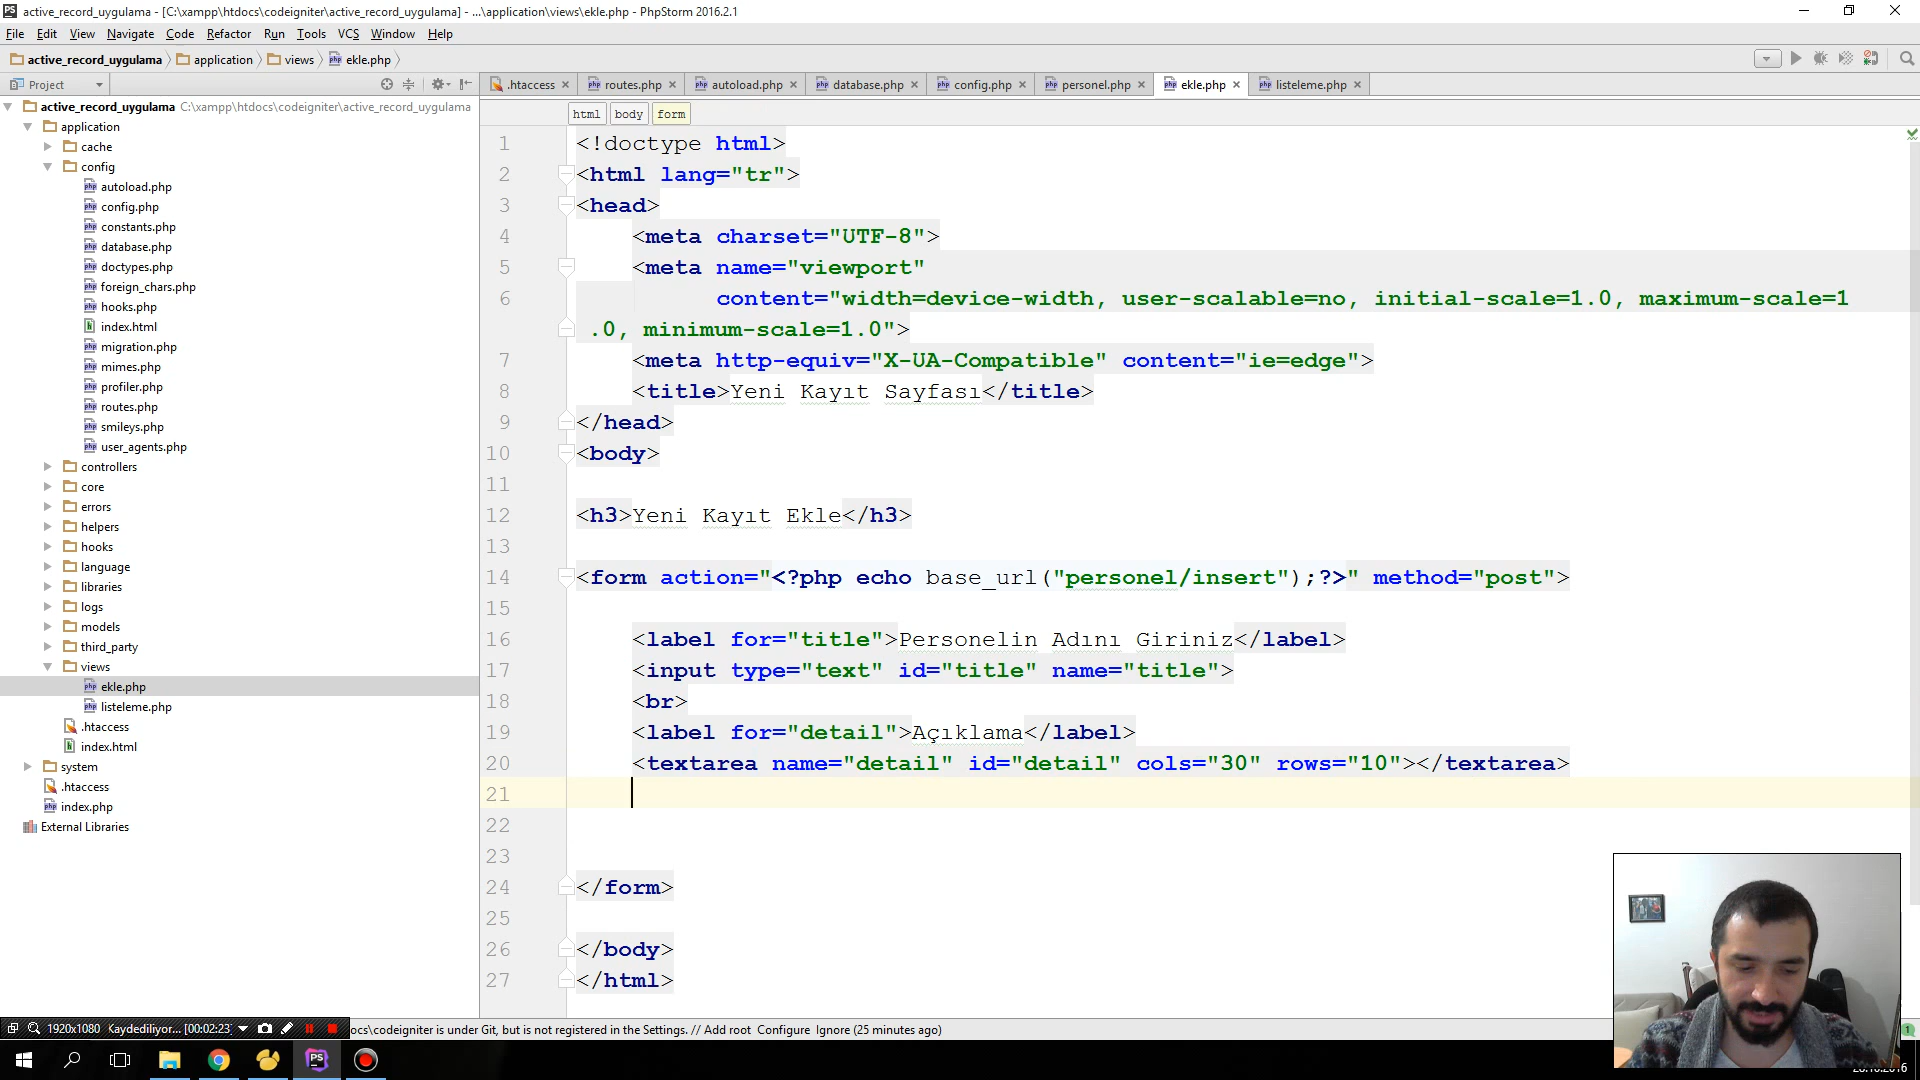 active_record_uygulama - [C:\xampp\htdocs\codeigniter\active_record_uygulama] - ...\application\views\ekle.php - PhpStorm 2016.2.1
File Edit View Navigate Code Refactor Run Tools VCS Window Help
active_record_uygulama application views ekle.php
Project
.htaccess routes.php autoload.php database.php config.php personel.php ekle.php listeleme.php
active_record_uygulama C:\xampp\htdocs\codeigniter\active_record_uygulama
application
cache
config
autoload.php
config.php
constants.php
database.php
doctypes.php
foreign_chars.php
hooks.php
index.html
migration.php
mimes.php
profiler.php
routes.php
smileys.php
user_agents.php
controllers
core
errors
helpers
hooks
language
libraries
logs
models
third_party
views
ekle.php
listeleme.php
.htaccess
index.html
system
.htaccess
index.php
External Libraries
html body form
1 <!doctype html>
2 <html lang="tr">
3 <head>
4 <meta charset="UTF-8">
5 <meta name="viewport"
6 content="width=device-width, user-scalable=no, initial-scale=1.0, maximum-scale=1
.0, minimum-scale=1.0">
7 <meta http-equiv="X-UA-Compatible" content="ie=edge">
8 <title>Yeni Kayıt Sayfası</title>
9 </head>
10 <body>
11
12 <h3>Yeni Kayıt Ekle</h3>
13
14 <form action="<?php echo base_url("personel/insert");?>" method="post">
15
16 <label for="title">Personelin Adını Giriniz</label>
17 <input type="text" id="title" name="title">
18 <br>
19 <label for="detail">Açıklama</label>
20 <textarea name="detail" id="detail" cols="30" rows="10"></textarea>
21
22
23
24 </form>
25
26 </body>
27 </html>
1920x1080 Kaydediliyor... [00:02:23]
ocs\codeigniter is under Git, but is not registered in the Settings. // Add root Configure Ignore (25 minutes ago)
1
PS